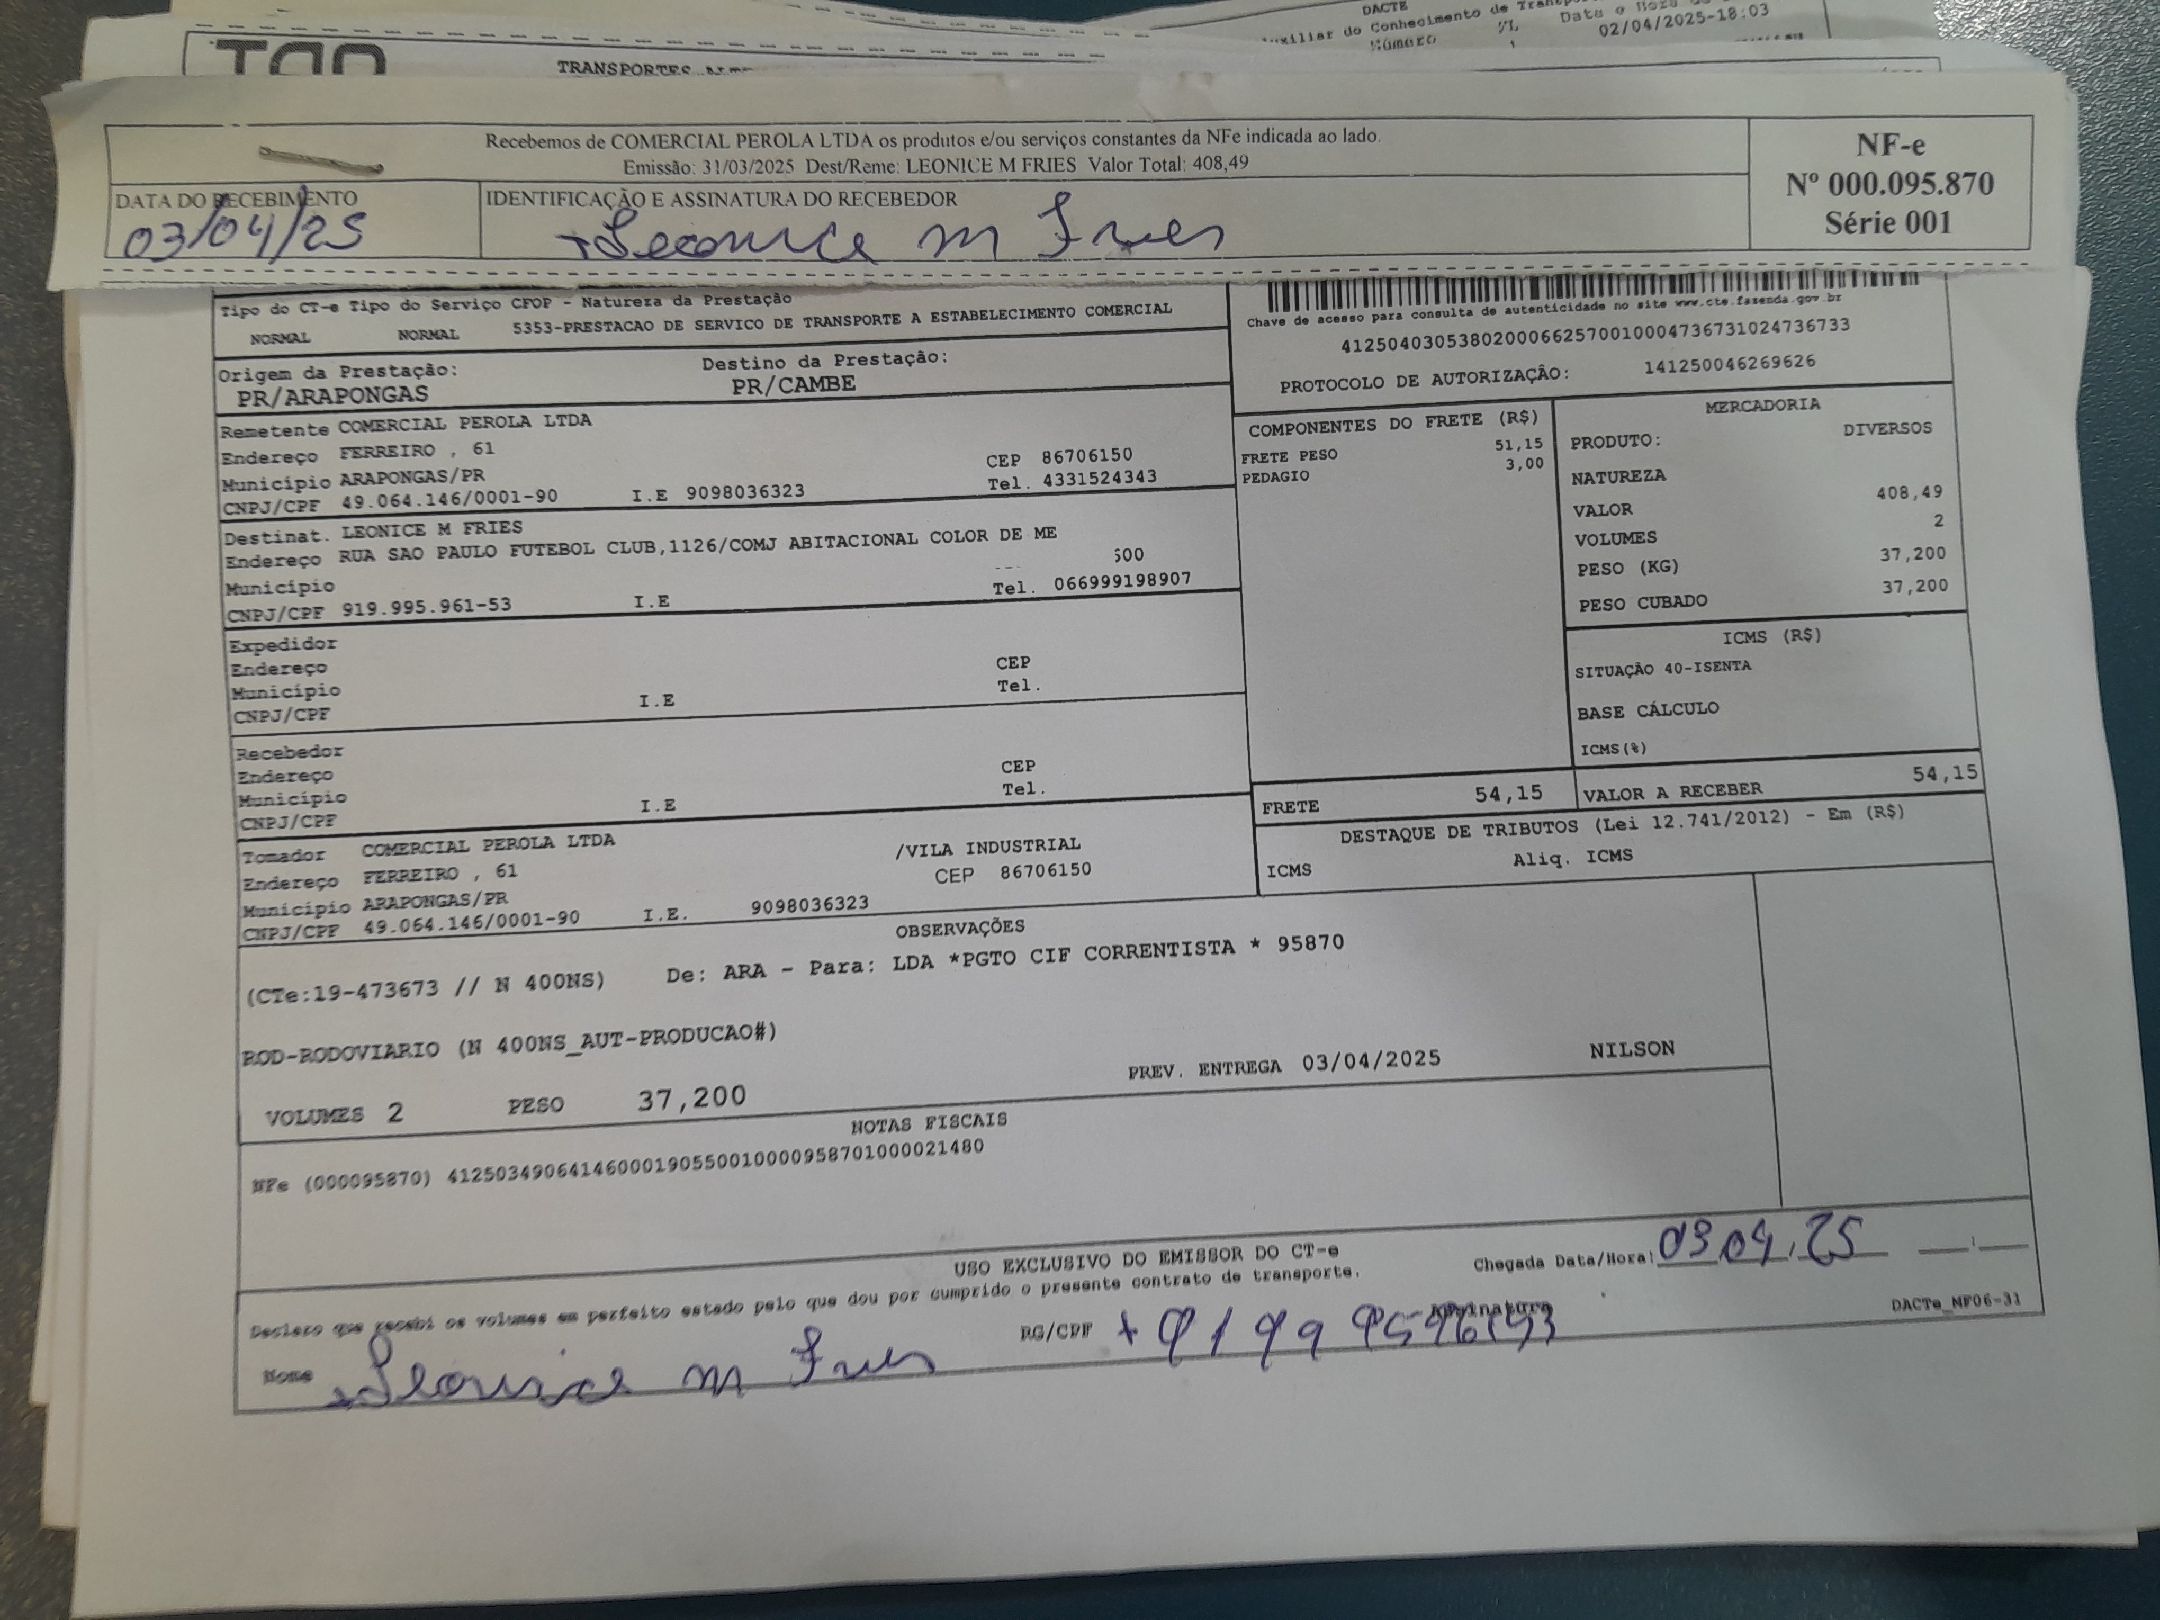 DACTE
Auxiliar do Conhecimento de
Número
02/04/2025-18:03
TRANSPORTES
Recebemos de COMERCIAL PEROLA LTDA os produtos e/ou serviços constantes da NFe indicada ao lado.
Emissão: 31/03/2025 Dest/Reme: LEONICE M FRIES Valor Total: 408,49
NF-e
Nº 000.095.870
Série 001
DATA DO RECEBIMENTO
03/04/25
IDENTIFICAÇÃO E ASSINATURA DO RECEBEDOR
Leonice m Fries
Tipo do CT-e Tipo do Serviço CFOP - Natureza da Prestação
NORMAL NORMAL 5353-PRESTACAO DE SERVICO DE TRANSPORTE A ESTABELECIMENTO COMERCIAL
Chave de acesso para consulta de autenticidade no site www.cte.fazenda.gov.br
41250403053802000662570010004736731024736733
PROTOCOLO DE AUTORIZAÇÃO: 141250046269626
Origem da Prestação: Destino da Prestação:
PR/ARAPONGAS PR/CAMBE
Remetente COMERCIAL PEROLA LTDA
Endereço FERREIRO , 61 CEP 86706150
Município ARAPONGAS/PR Tel. 4331524343
CNPJ/CPF 49.064.146/0001-90 I.E 9098036323
Destinat. LEONICE M FRIES
Endereço RUA SAO PAULO FUTEBOL CLUB,1126/COMJ ABITACIONAL COLOR DE ME
Município
Tel. 066999198907
CNPJ/CPF 919.995.961-53 I.E
Expedidor
Endereço CEP
Município Tel.
CNPJ/CPF I.E
Recebedor
Endereço CEP
Município Tel.
CNPJ/CPF I.E
Tomador COMERCIAL PEROLA LTDA /VILA INDUSTRIAL
Endereço FERREIRO , 61 CEP 86706150
Município ARAPONGAS/PR
CNPJ/CPF 49.064.146/0001-90 I.E. 9098036323
COMPONENTES DO FRETE (R$)
FRETE PESO 51,15
PEDAGIO 3,00
MERCADORIA
PRODUTO: DIVERSOS
NATUREZA
VALOR 408,49
VOLUMES 2
PESO (KG) 37,200
PESO CUBADO 37,200
ICMS (R$)
SITUAÇÃO 40-ISENTA
BASE CÁLCULO
ICMS(%)
FRETE 54,15 VALOR A RECEBER 54,15
DESTAQUE DE TRIBUTOS (Lei 12.741/2012) - Em (R$)
ICMS Aliq. ICMS
OBSERVAÇÕES
(CTe:19-473673 // N 400NS) De: ARA - Para: LDA *PGTO CIF CORRENTISTA * 95870
ROD-RODOVIARIO (N 400NS_AUT-PRODUCAO#)
PREV. ENTREGA 03/04/2025 NILSON
VOLUMES 2 PESO 37,200
NOTAS FISCAIS
NFe (000095870) 41250349064146000190550010000958701000021480
USO EXCLUSIVO DO EMISSOR DO CT-e
Declaro que recebi os volumes em perfeito estado pelo que dou por cumprido o presente contrato de transporte.
Chegada Data/Hora: 03 04 25
Nome Leonice m Fries RG/CPF
Assinatura
DACTe_NF06-31